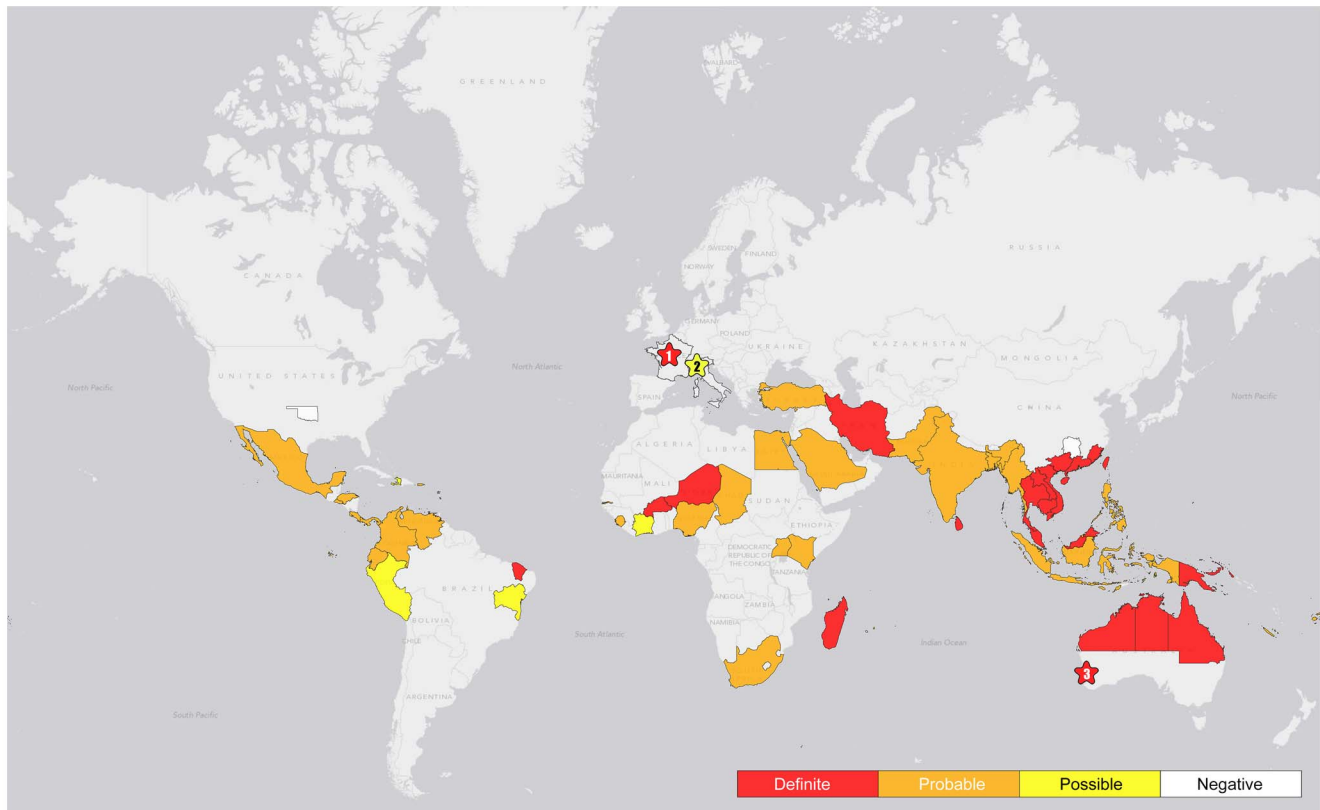 SVALBARD
GREENLAND
SWEDEN
FINLAND
NORWAY
RUSSIA
CANADA
GERMANY
POLAND
UKRAINE
KAZAKHSTAN
MONGOLIA
1
2
North Pacific
North Atlantic
UNITED STATES
SPAIN
CHINA
North Pacific
ALGERIA
LIBYA
MAURITANIA
MALI
SUDAN
ETHIOPIA
DEMOCRATIC
REPUBLIC OF
THE CONGO
TANZANIA
BRAZIL
ANGOLA
ZAMBIA
BOLIVIA
NAMIBIA
CHILE
South Atlantic
Indian Ocean
3
ARGENTINA
South Pacific
Definite
Probable
Possible
Negative